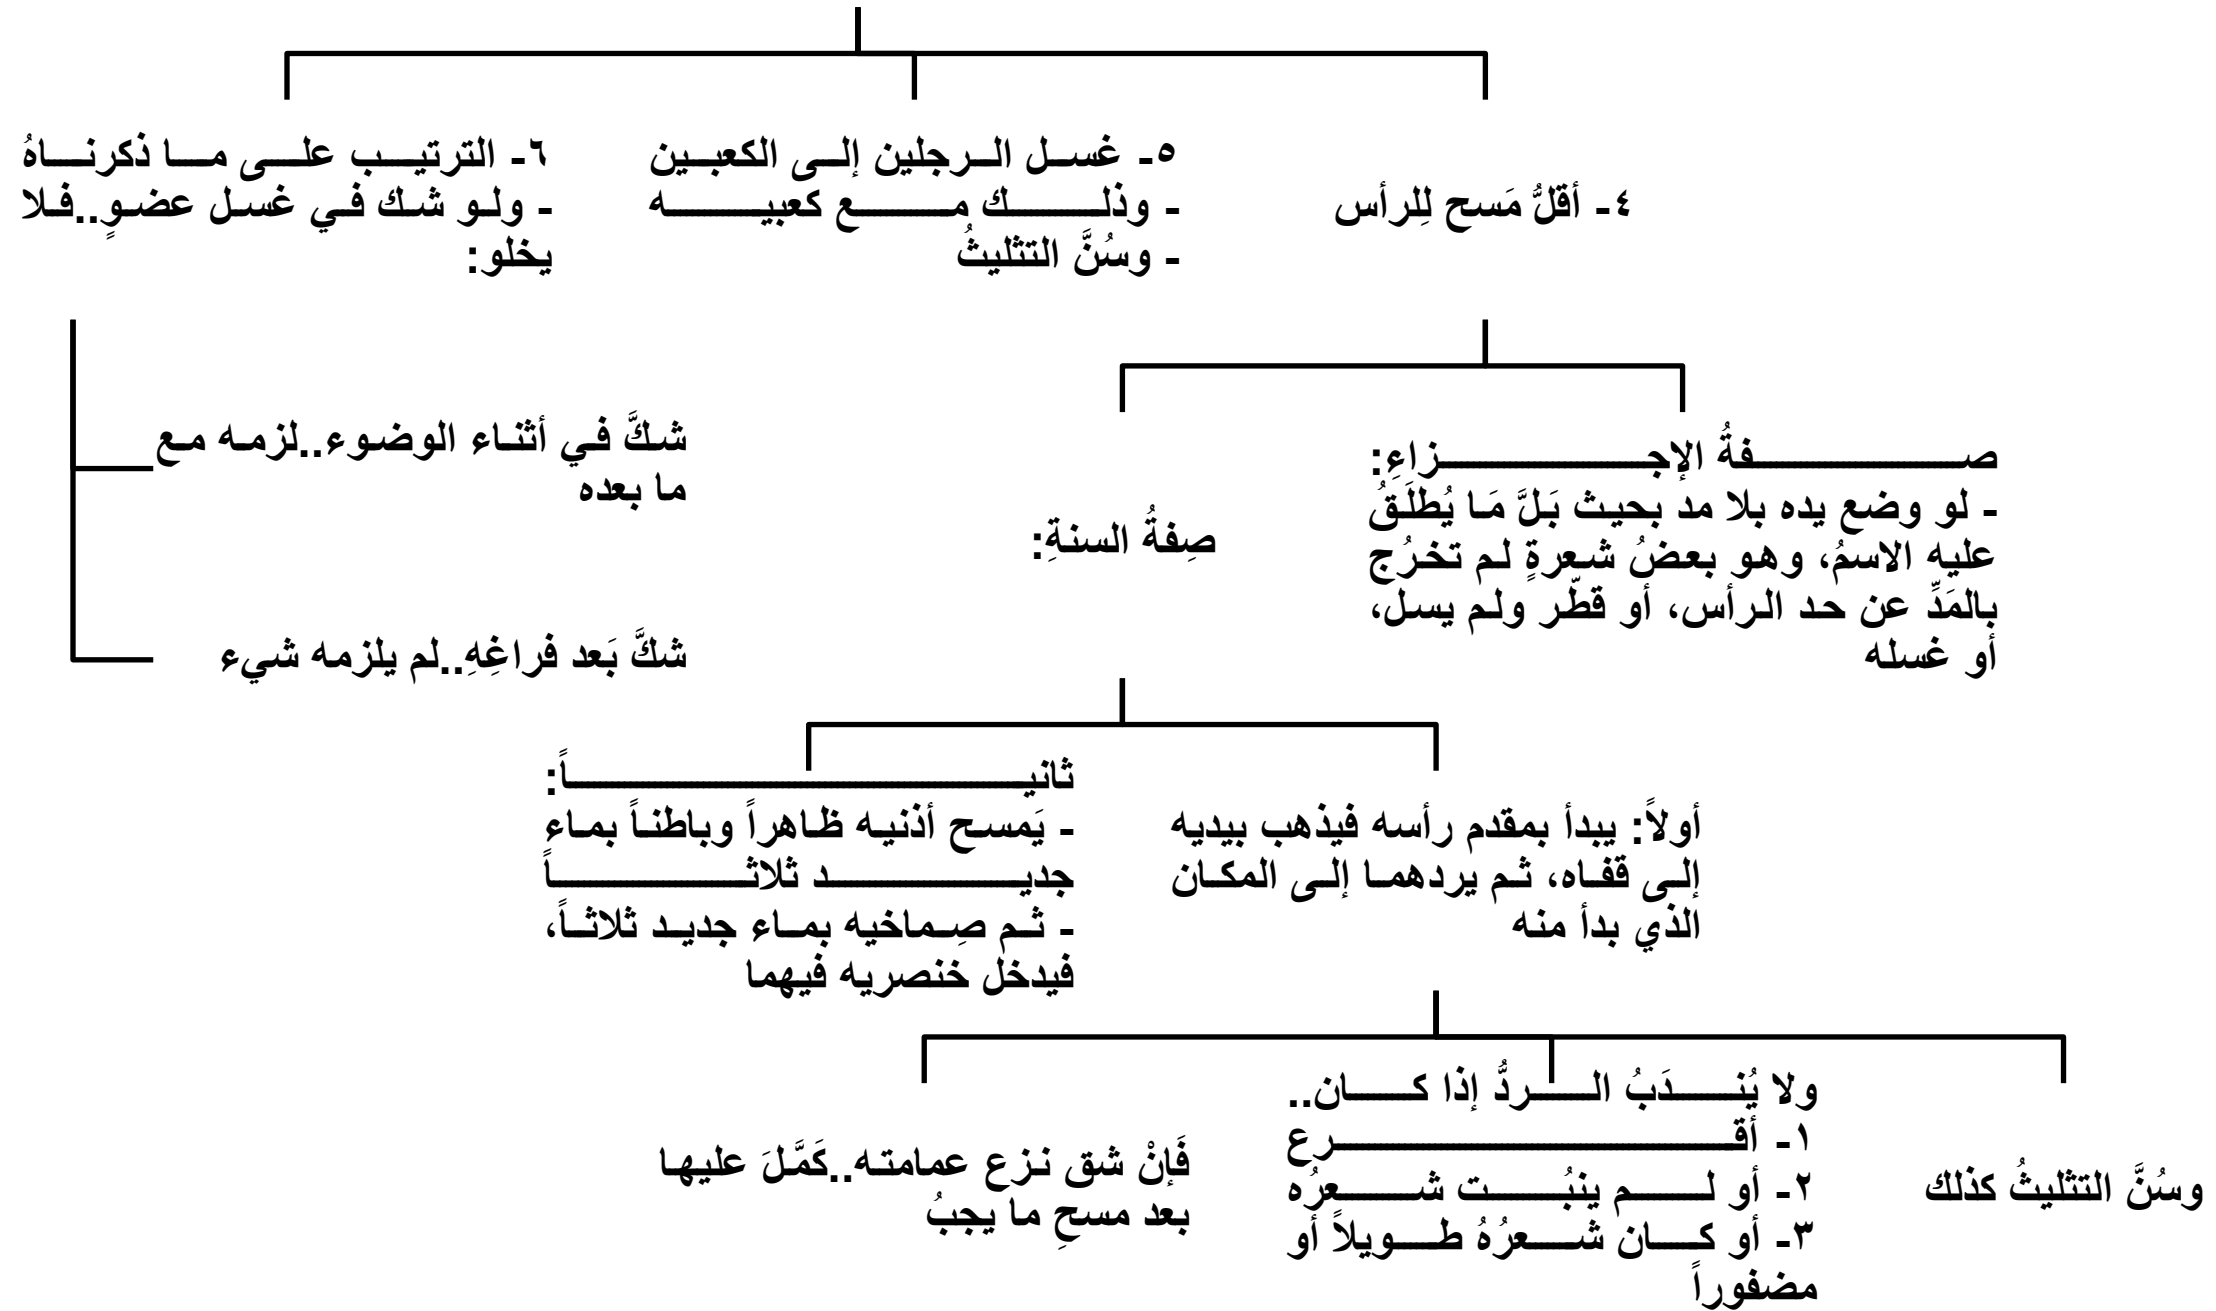 ٤- أقلُّ مَسح لِلرأس
٥- غسل الرجلين إلى الكعبين
- وذلك مع كعبيه
- وسُنَّ التثليثُ
٦- الترتيب على ما ذكرناهُ
- ولو شك في غسل عضوٍ..فلا
يخلو:
صفةُ الإجزاءِ:
- لو وضع يده بلا مد بحيث بَلَّ مَا يُطلَقُ
عليه الاسمُ، وهو بعضُ شعرةٍ لم تخرُج
بالمَدِّ عن حد الرأس، أو قطّر ولم يسل،
أو غسله
صِفةُ السنةِ:
شكَّ في أثناء الوضوء..لزمه مع
ما بعده
شكَّ بَعد فراغِهِ..لم يلزمه شيء
أولاً: يبدأ بمقدم رأسه فيذهب بيديه
إلى قفاه، ثم يردهما إلى المكان
الذي بدأ منه
ثانياً:
- يَمسح أذنيه ظاهراً وباطناً بماء
جديد ثلاثاً
- ثم صِماخيه بماء جديد ثلاثاً،
فيدخل خنصريه فيهما
وسُنَّ التثليثُ كذلك
ولا يُندَبُ الردُّ إذا كان..
١- أقرع
٢- أو لم ينبُت شعرُه
٣- أو كان شعرُهُ طويلاً أو
مضفوراً
فَإنْ شق نزع عمامته..كَمَّلَ عليها
بعد مسحِ ما يجبُ